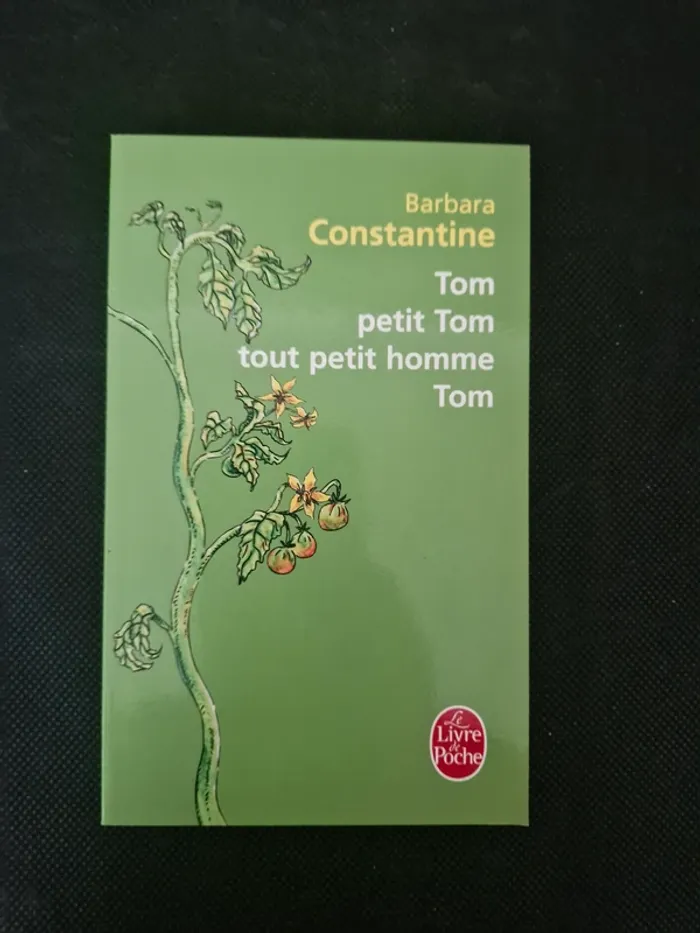 Barbara
Constantine
Tom
petit Tom
tout petit homme
Tom
Le
Livre
de
Poche